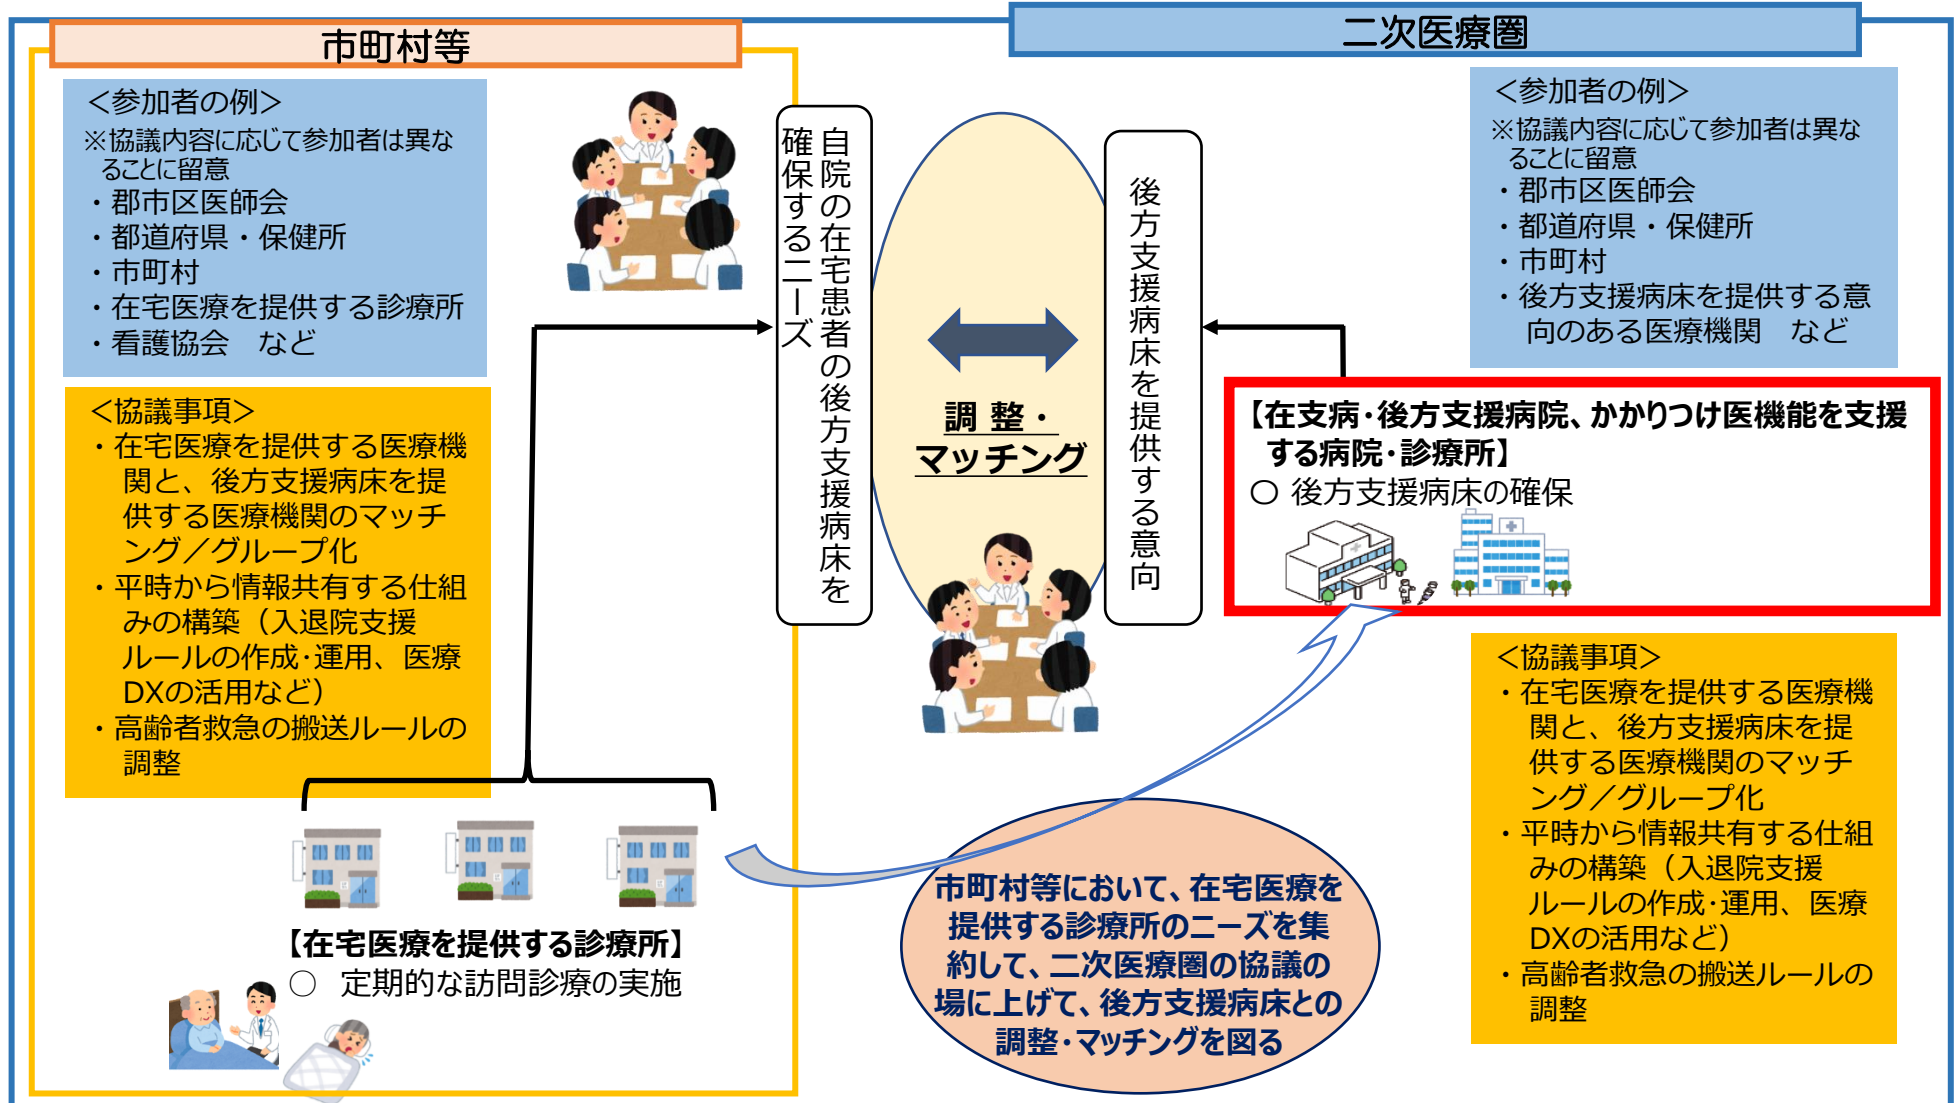 市町村等
二次医療圏
＜参加者の例＞
※協議内容に応じて参加者は異な
ることに留意
・郡市区医師会
・都道府県・保健所
・市町村
・在宅医療を提供する診療所
・看護協会　など
＜協議事項＞
・在宅医療を提供する医療機
関と、後方支援病床を提
供する医療機関のマッチ
ング／グループ化
・平時から情報共有する仕組
みの構築（入退院支援
ルールの作成･運用、医療
DXの活用など）
・高齢者救急の搬送ルールの
調整
【在宅医療を提供する診療所】
○　定期的な訪問診療の実施
自院の在宅患者の後方支援病床を
確保するニーズ
調 整・
マッチング
後方支援病床を提供する意向
市町村等において、在宅医療を
提供する診療所のニーズを集
約して、二次医療圏の協議の
場に上げて、後方支援病床との
調整･マッチングを図る
＜参加者の例＞
※協議内容に応じて参加者は異な
ることに留意
・郡市区医師会
・都道府県・保健所
・市町村
・後方支援病床を提供する意
向のある医療機関　など
【在支病･後方支援病院、かかりつけ医機能を支援
する病院･診療所】
○ 後方支援病床の確保
＜協議事項＞
・在宅医療を提供する医療機
関と、後方支援病床を提
供する医療機関のマッチ
ング／グループ化
・平時から情報共有する仕組
みの構築（入退院支援
ルールの作成･運用、医療
DXの活用など）
・高齢者救急の搬送ルールの
調整